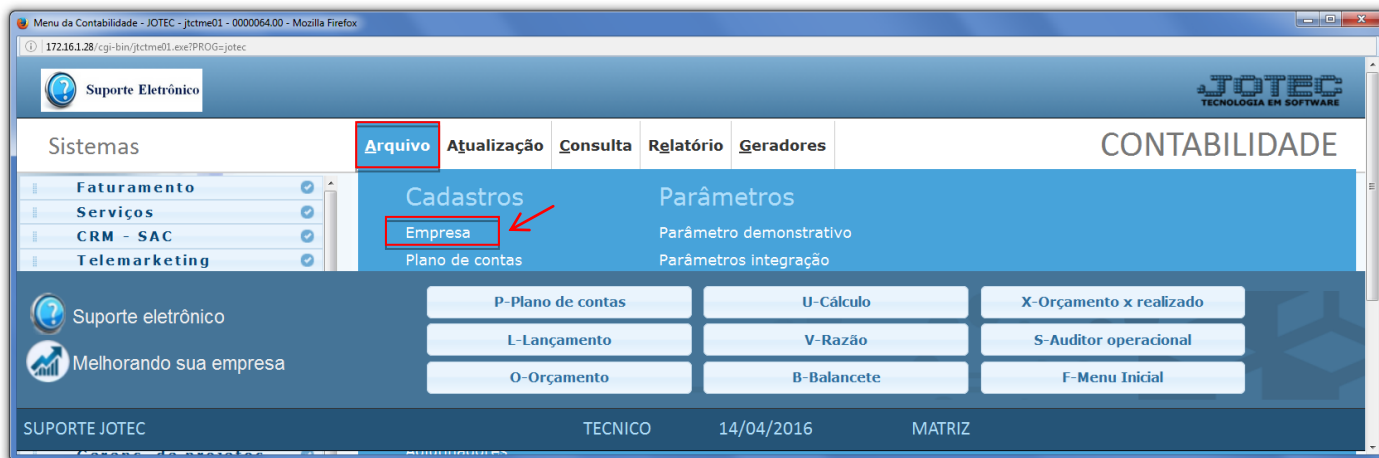 Menu da Contabilidade - JOTEC - jtctme01 - 0000064.00 - Mozilla Firefox
172.16.1.28/cgi-bin/jtctme01.exe?PROG=jotec
Suporte Eletrônico
JOTEC
TECNOLOGIA EM SOFTWARE
Sistemas
Arquivo Atualização Consulta Relatório Geradores
CONTABILIDADE
Faturamento
Serviços
CRM - SAC
Telemarketing
Cadastros
Empresa
Plano de contas
Parâmetros
Parâmetro demonstrativo
Parâmetros integração
Suporte eletrônico
Melhorando sua empresa
P-Plano de contas U-Cálculo X-Orçamento x realizado
L-Lançamento V-Razão S-Auditor operacional
O-Orçamento B-Balancete F-Menu Inicial
SUPORTE JOTEC TECNICO 14/04/2016 MATRIZ